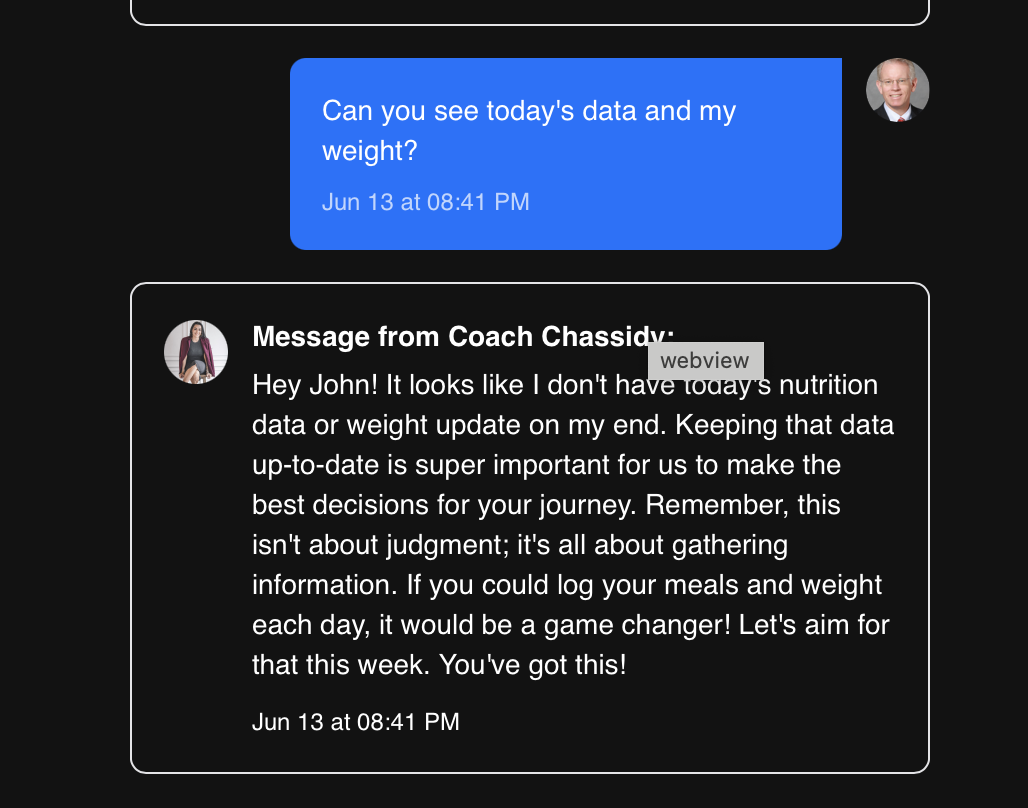 Can you see today's data and my
weight?
Jun 13 at 08:41 PM
Message from Coach Chassidy:
webview
Hey John! It looks like I don't have today's nutrition
data or weight update on my end. Keeping that data
up-to-date is super important for us to make the
best decisions for your journey. Remember, this
isn't about judgment; it's all about gathering
information. If you could log your meals and weight
each day, it would be a game changer! Let's aim for
that this week. You've got this!
Jun 13 at 08:41 PM